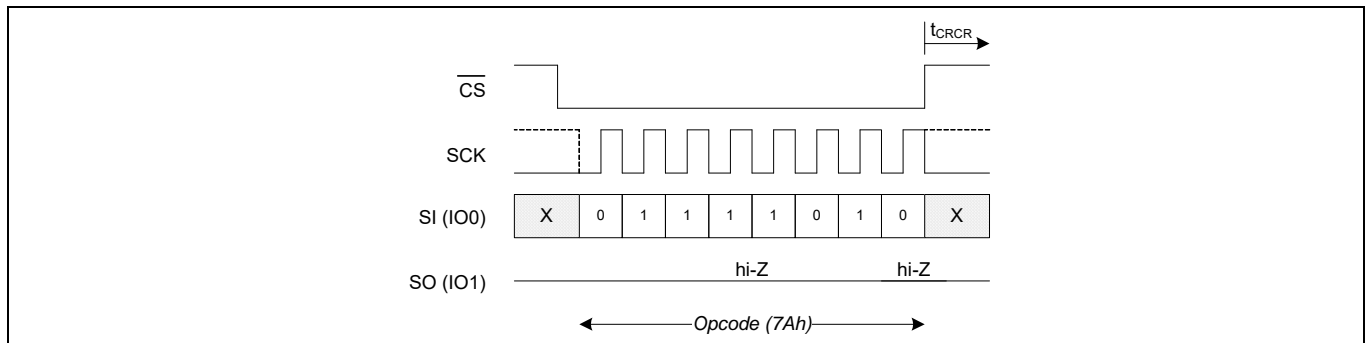 tCRCR
CS
SCK
SI (IO0) X 0 1 1 1 1 0 1 0 X
hi-Z hi-Z
SO (IO1)
Opcode (7Ah)